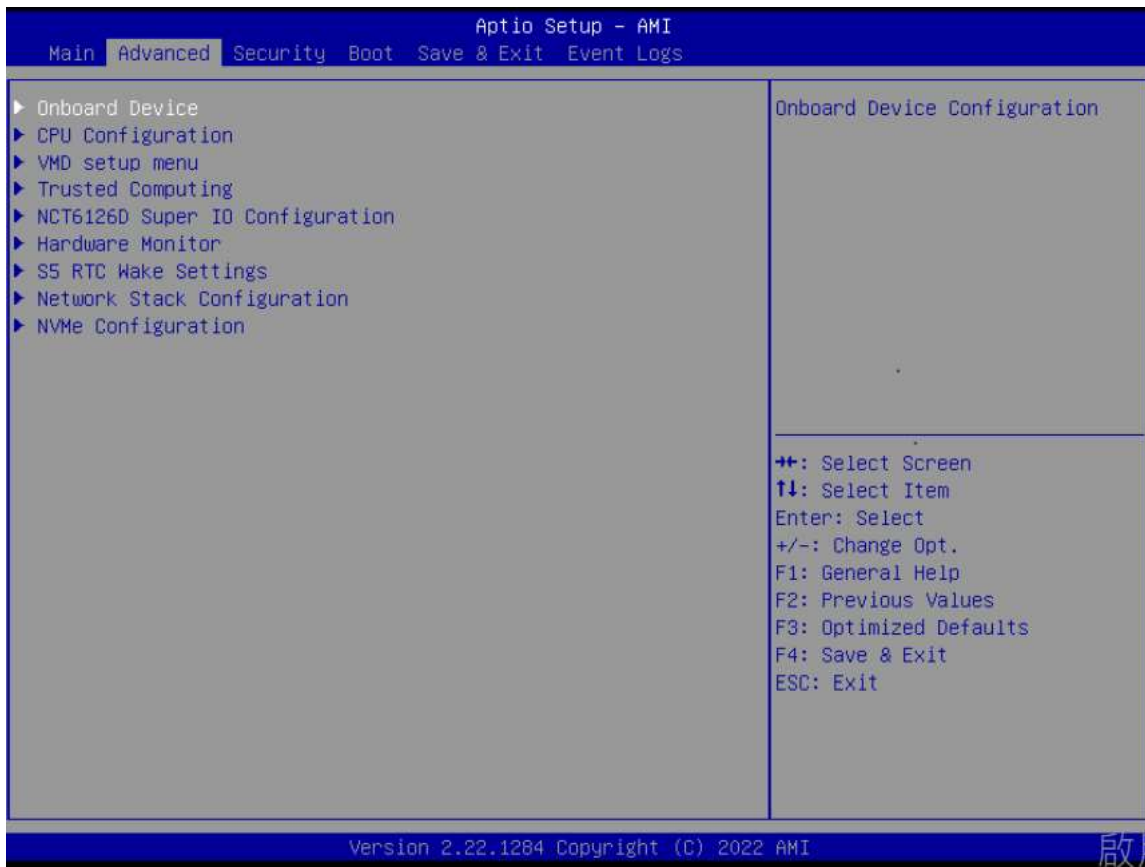 Aptio Setup – AMI
Main Advanced Security Boot Save & Exit Event Logs
▶ Onboard Device
▶ CPU Configuration
▶ VMD setup menu
▶ Trusted Computing
▶ NCT6126D Super IO Configuration
▶ Hardware Monitor
▶ S5 RTC Wake Settings
▶ Network Stack Configuration
▶ NVMe Configuration
Onboard Device Configuration
→←: Select Screen
↑↓: Select Item
Enter: Select
+/-: Change Opt.
F1: General Help
F2: Previous Values
F3: Optimized Defaults
F4: Save & Exit
ESC: Exit
Version 2.22.1284 Copyright (C) 2022 AMI
啟